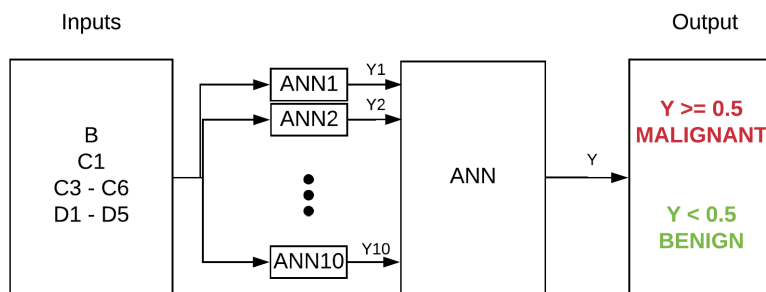 Inputs
Output
B
C1
C3 - C6
D1 - D5
ANN1
Y1
ANN2
Y2
ANN10
Y10
ANN
Y
Y >= 0.5
MALIGNANT
Y < 0.5
BENIGN